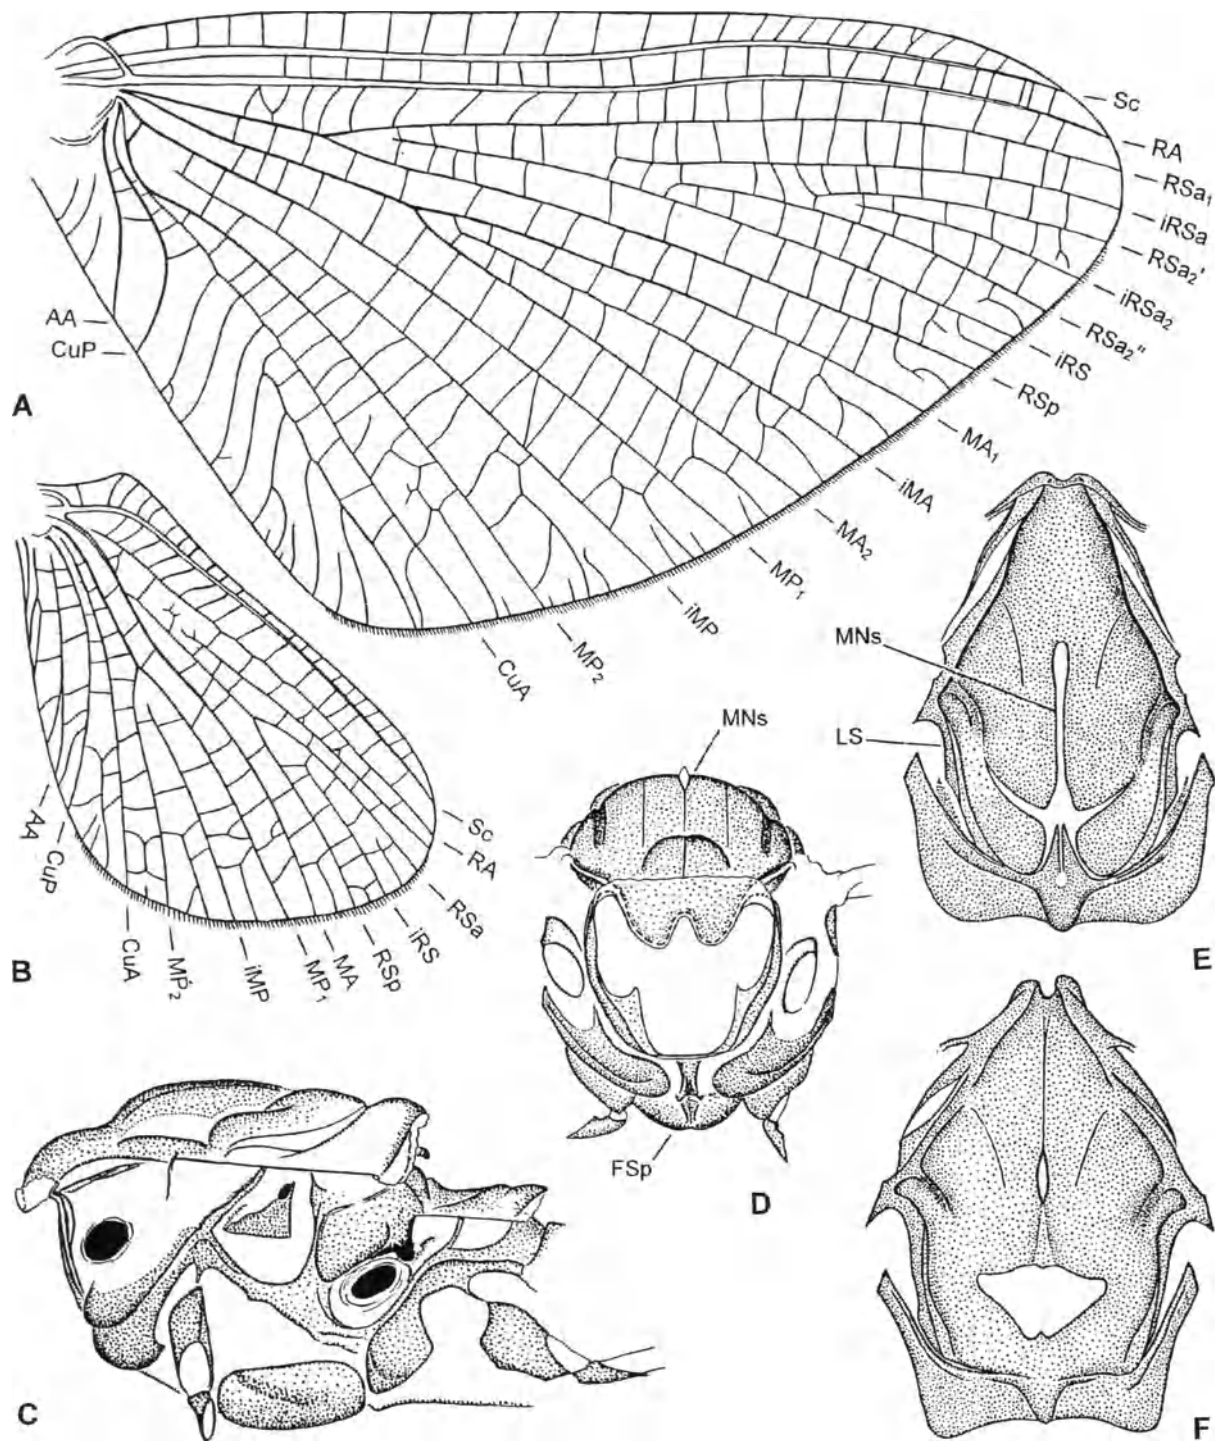 Sc
RA
RSa₁
iRSa
RSa₂'
iRSa₂
RSa₂"
iRS
RSp
MA₁
iMA
MA₂
MP₁
iMP
MP₂
CuA
AA
CuP
A
Sc
RA
RSa
iRS
RSp
MA
MP₁
iMP
MP₂
CuA
CuP
AA
B
MNs
FSp
D
MNs
LS
E
C
F